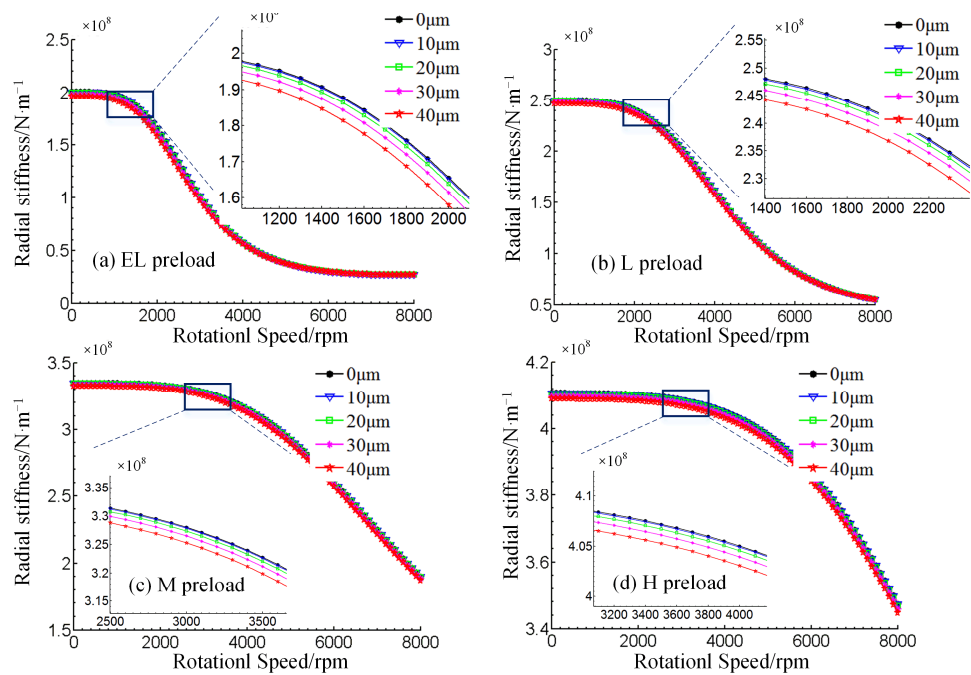 ×10⁸
2
1.5
1
0.5
0
0
2000
4000
6000
8000
Radial stiffness/N·m⁻¹
Rotationl Speed/rpm
(a) EL preload
2
1.9
1.8
1.7
1.6
1200
1400
1600
1800
2000
0μm
10μm
20μm
30μm
40μm
×10⁸
3
2.5
2
1.5
1
0.5
0
2000
4000
6000
8000
Radial stiffness/N·m⁻¹
Rotationl Speed/rpm
(b) L preload
×10⁸
2.55
2.5
2.45
2.4
2.35
2.3
1400
1600
1800
2000
2200
0μm
10μm
20μm
30μm
40μm
×10⁸
3.5
3
2.5
2
1.5
0
2000
4000
6000
8000
Radial stiffness/N·m⁻¹
Rotationl Speed/rpm
(c) M preload
×10⁸
3.35
3.3
3.25
3.2
3.15
2500
3000
3500
0μm
10μm
20μm
30μm
40μm
×10⁸
4.2
4
3.8
3.6
3.4
0
2000
4000
6000
8000
Radial stiffness/N·m⁻¹
Rotationl Speed/rpm
(d) H preload
×10⁸
4.1
4.05
4
3200
3400
3600
3800
4000
0μm
10μm
20μm
30μm
40μm